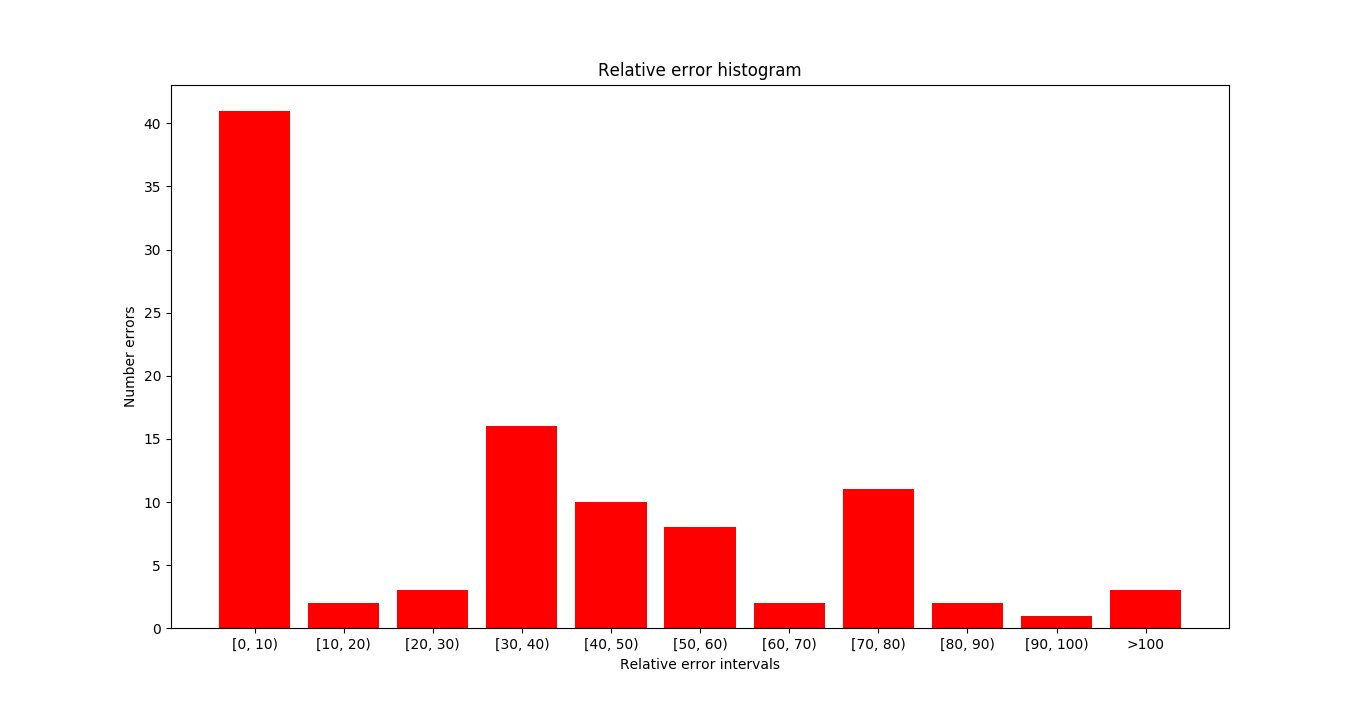 Relative error histogram
Number errors
40
35
30
25
20
15
10
5
0
[0, 10) [10, 20) [20, 30) [30, 40) [40, 50) [50, 60) [60, 70) [70, 80) [80, 90) [90, 100) >100
Relative error intervals